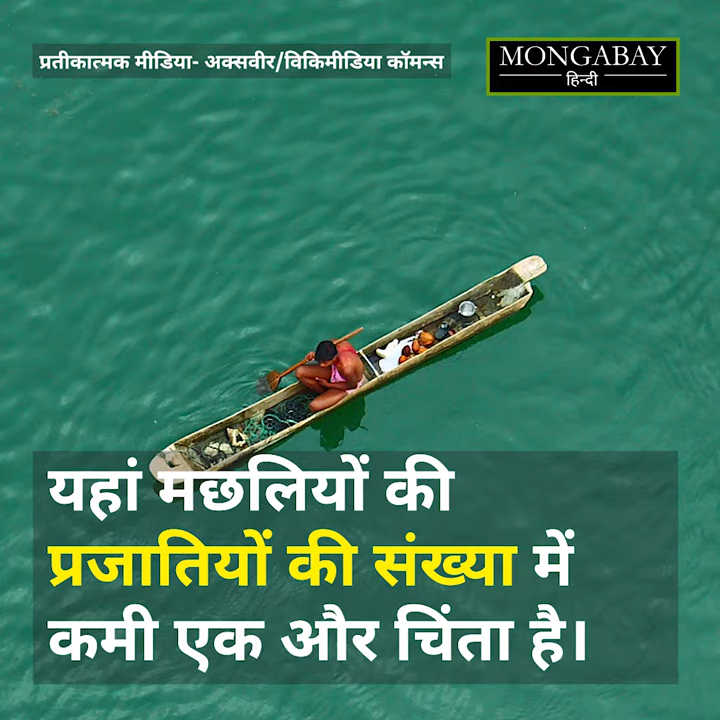 प्रतीकात्मक मीडिया- अक्सवीर/विकिमीडिया कॉमन्स
MONGABAY
हिन्दी
यहां मछलियों की
प्रजातियों की संख्या में
कमी एक और चिंता है।